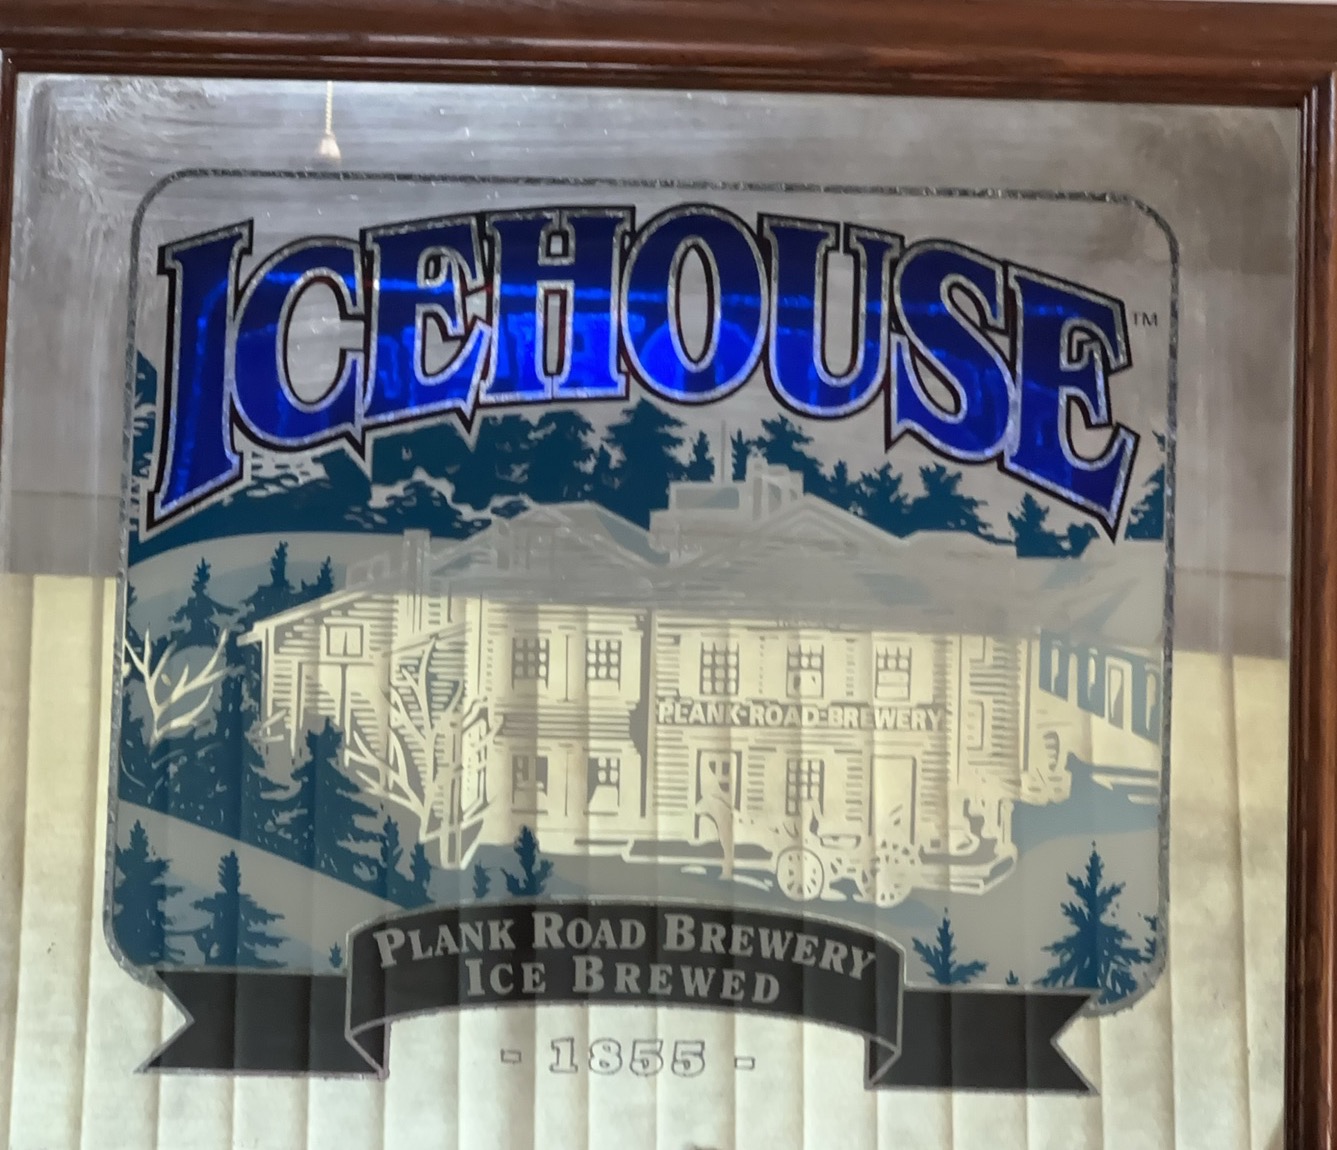 ICEHOUSE™
PLANK·ROAD·BREWERY
PLANK ROAD BREWERY
ICE BREWED
- 1855 -